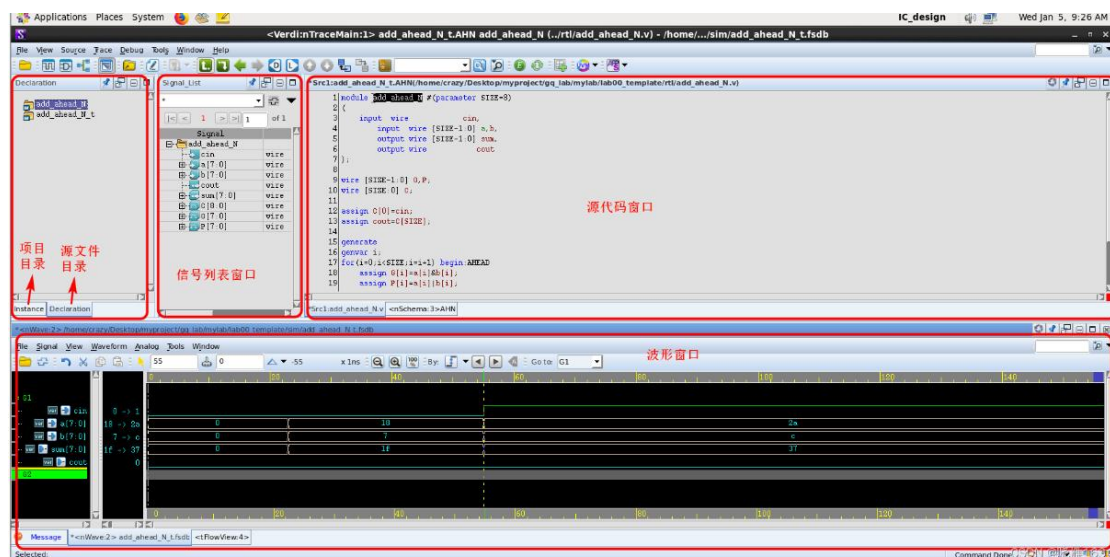 Applications Places System
IC_design
Wed Jan 5, 9:26 AM
<Verdi:nTraceMain:1> add_ahead_N_t.AHN add_ahead_N (../rtl/add_ahead_N.v) - /home/.../sim/add_ahead_N_t.fsdb
File View Source Trace Debug Tools Window Help
Declaration
Signal_List
*Src1:add_ahead_N_t.AHN(/home/crazy/Desktop/myproject/gq_lab/mylab/lab00_template/rtl/add_ahead_N.v)
add_ahead_N
add_ahead_N_t
*
1 of 1
Signal
add_ahead_N
cin wire
a[7:0] wire
b[7:0] wire
cout wire
sum[7:0] wire
C[8:0] wire
G[7:0] wire
P[7:0] wire
1 module add_ahead_N #(parameter SIZE=8)
2 (
3 input wire cin,
4 input wire [SIZE-1:0] a,b,
5 output wire [SIZE-1:0] sum,
6 output wire cout
7 );
8
9 wire [SIZE-1:0] G,P;
10 wire [SIZE:0] C;
11
12 assign C[0]=cin;
13 assign cout=C[SIZE];
14
15 generate
16 genvar i;
17 for(i=0;i<SIZE;i=i+1) begin:AHEAD
18 assign G[i]=a[i]&b[i];
19 assign P[i]=a[i]|b[i];
项目
目录
源文件
目录
信号列表窗口
源代码窗口
Instance Declaration
*Src1:add_ahead_N.v <nSchema:3>AHN
*<nWave:2> /home/crazy/Desktop/myproject/gq_lab/mylab/lab00_template/sim/add_ahead_N_t.fsdb
File Signal View Waveform Analog Tools Window
55 0 -55 x 1ns By: Go to: G1
波形窗口
0 20 40 60 80 100 120 140
G1
cin 0 -> 1
a[7:0] 18 -> 2a 0 18 2a
b[7:0] 7 -> c 0 7 c
sum[7:0] 1f -> 37 0 1f 37
cout 0
G2
0 20 40 60 80 100 120 140
Message *<nWave:2> add_ahead_N_t.fsdb <tFlowView:4>
Selected:
Command Done